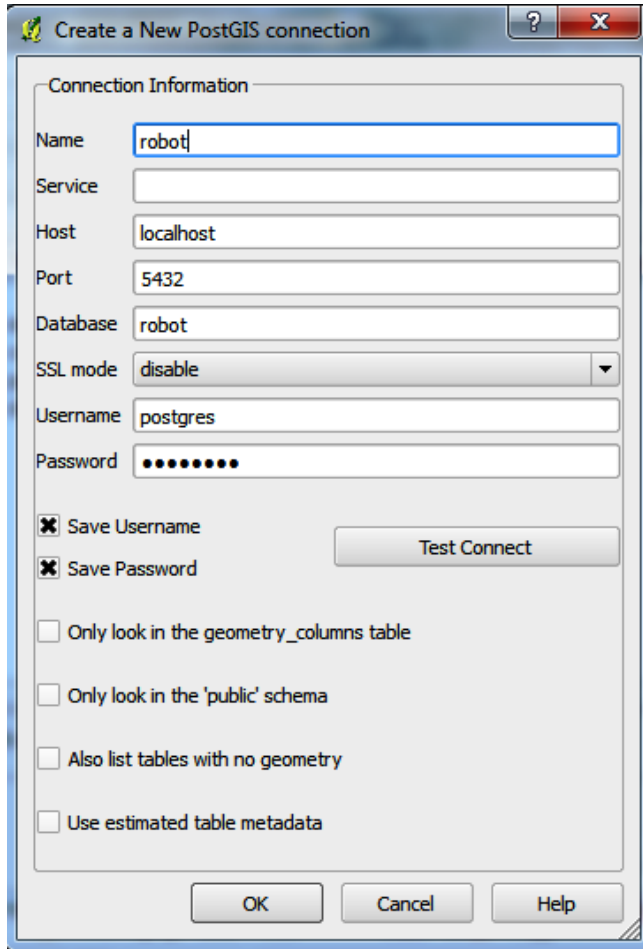 Create a New PostGIS connection
Connection Information
Name robot
Service
Host localhost
Port 5432
Database robot
SSL mode disable
Username postgres
Password ●●●●●●●●
Save Username
Test Connect
Save Password
Only look in the geometry_columns table
Only look in the 'public' schema
Also list tables with no geometry
Use estimated table metadata
OK Cancel Help